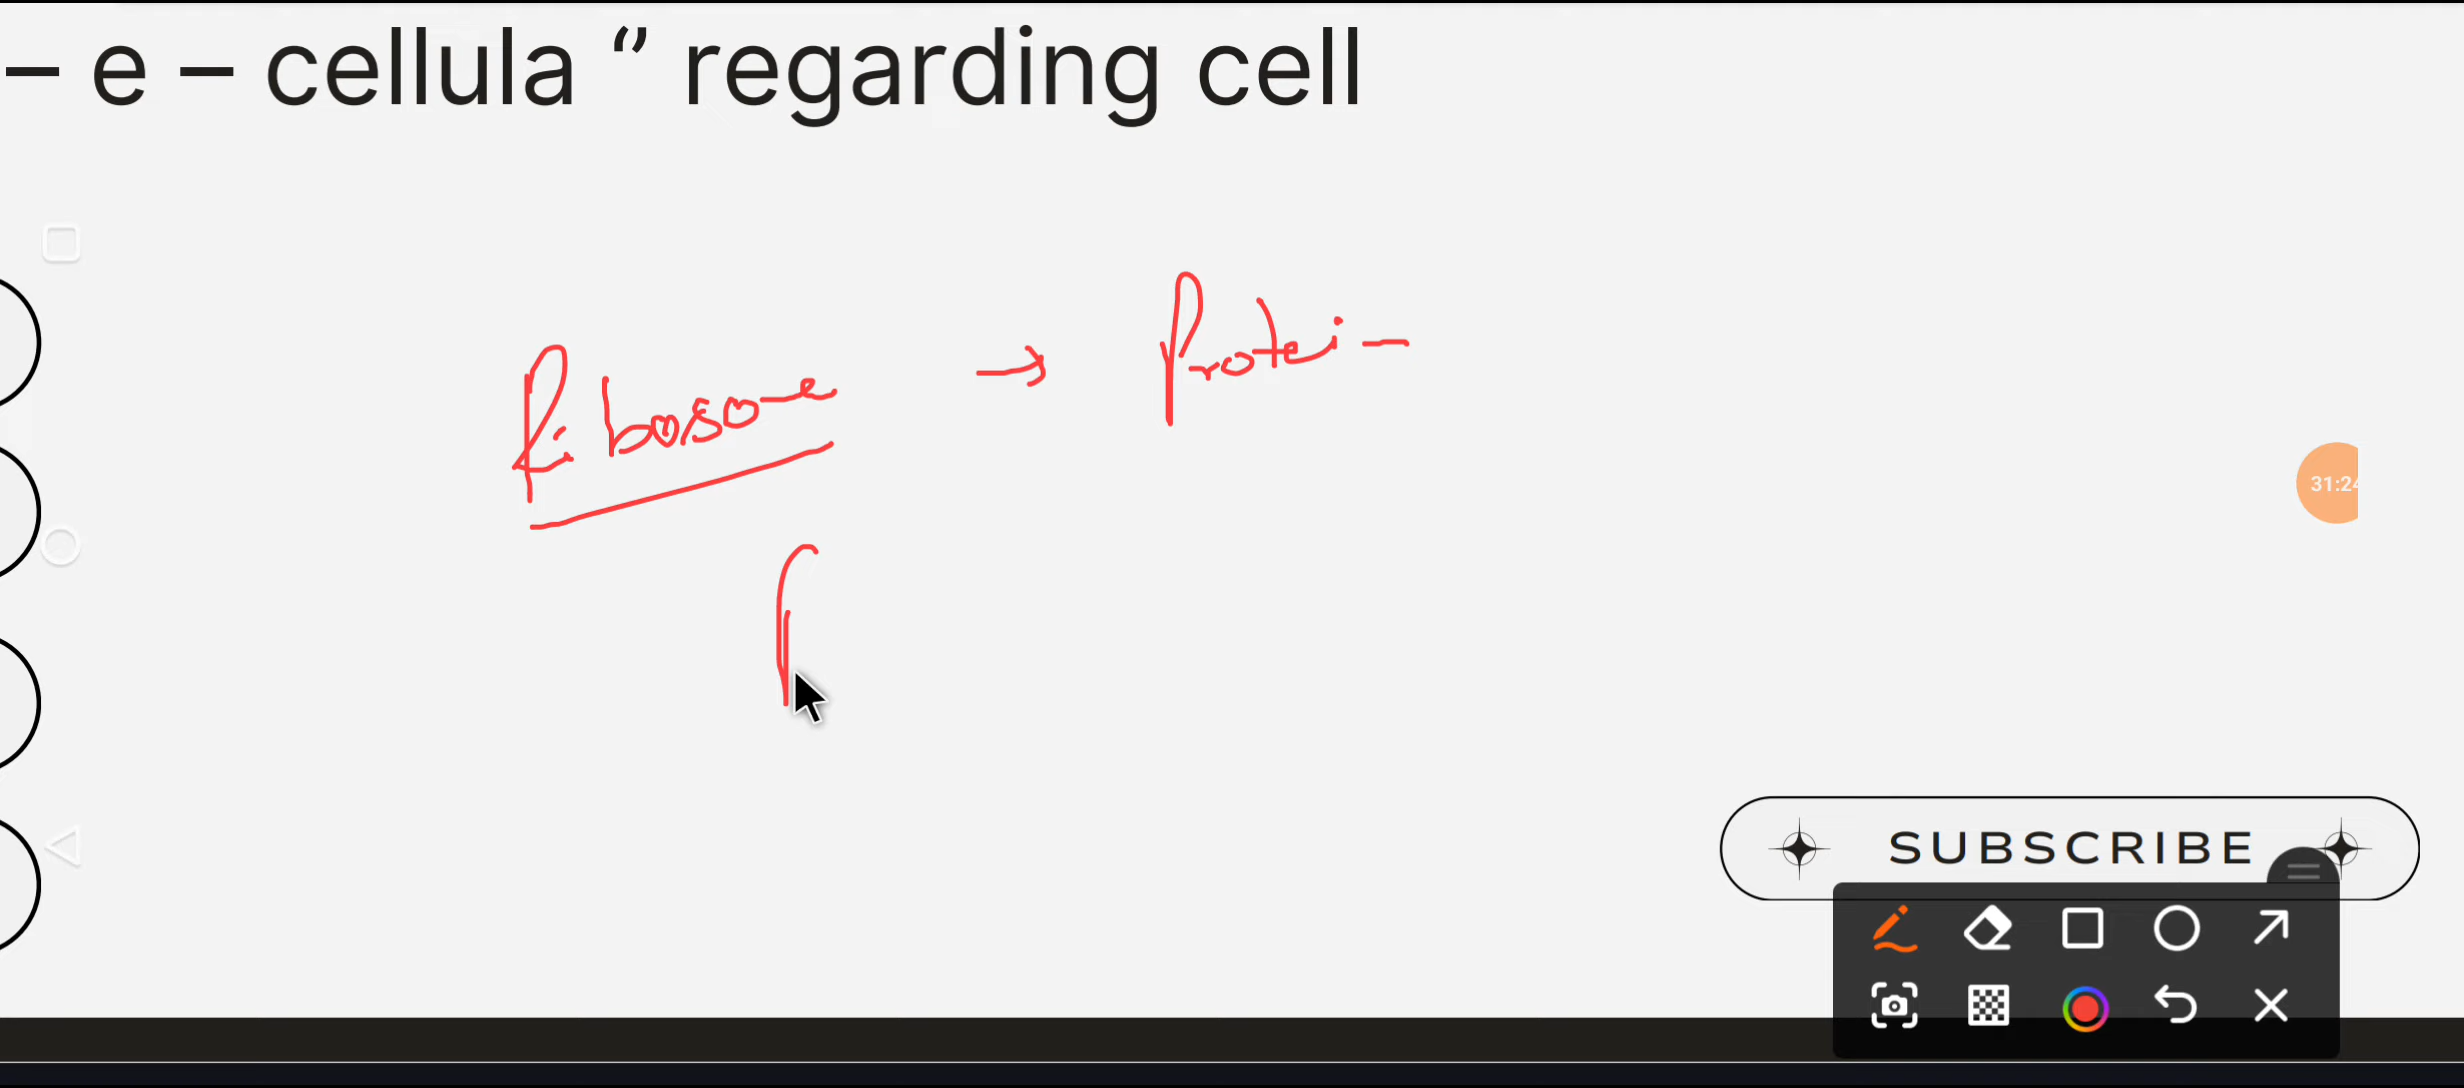 – e – cellula “ regarding cell
Ribosome → Protein
31:24
SUBSCRIBE